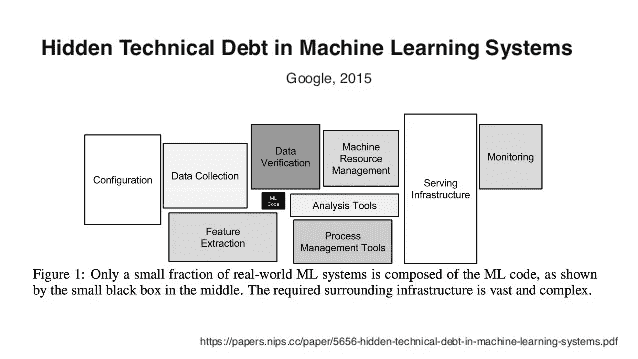 Hidden Technical Debt in Machine Learning Systems
Google, 2015
Configuration
Data Collection
Data
Verification
Machine
Resource
Management
Monitoring
Serving
Infrastructure
ML
Code
Analysis Tools
Feature
Extraction
Process
Management Tools
Figure 1: Only a small fraction of real-world ML systems is composed of the ML code, as shown
by the small black box in the middle. The required surrounding infrastructure is vast and complex.
https://papers.nips.cc/paper/5656-hidden-technical-debt-in-machine-learning-systems.pdf